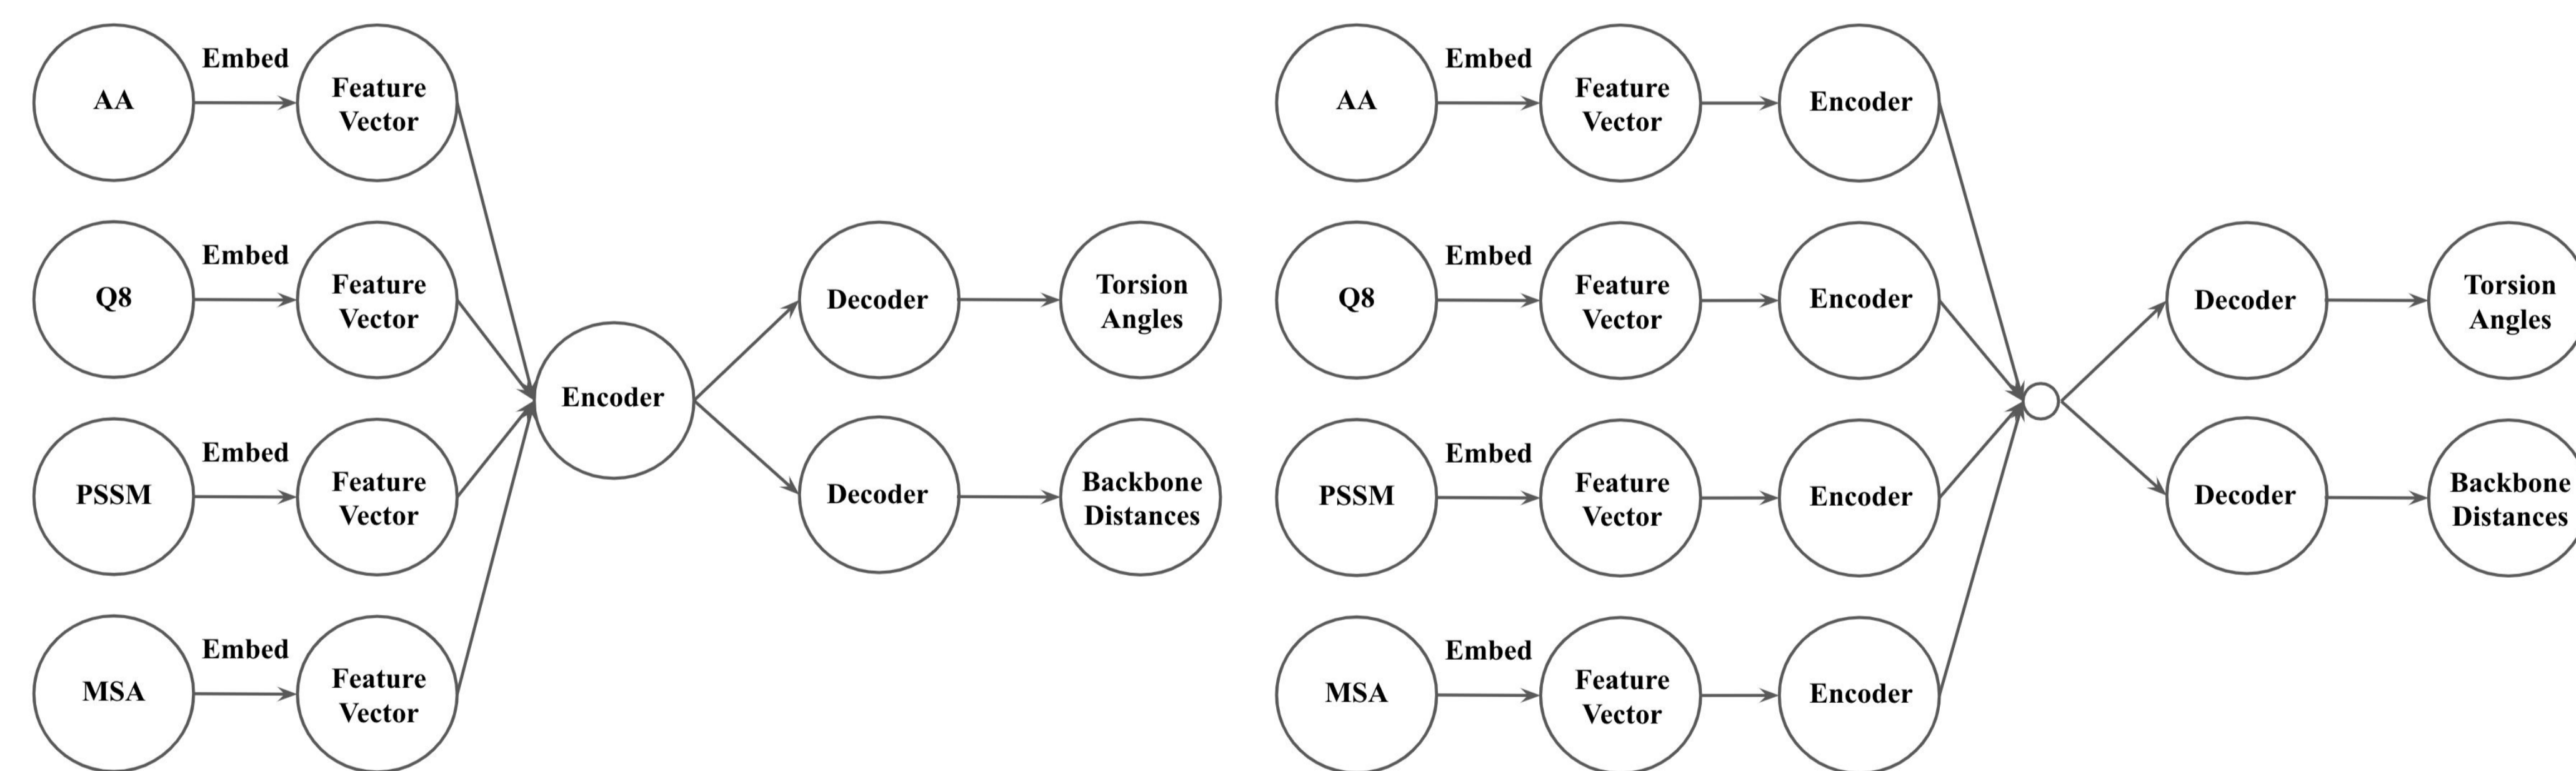 AA
Embed
Feature
Vector
Q8
Embed
Feature
Vector
PSSM
Embed
Feature
Vector
MSA
Embed
Feature
Vector
Encoder
Decoder
Torsion
Angles
Decoder
Backbone
Distances
AA
Embed
Feature
Vector
Encoder
Q8
Embed
Feature
Vector
Encoder
PSSM
Embed
Feature
Vector
Encoder
MSA
Embed
Feature
Vector
Encoder
Decoder
Torsion
Angles
Decoder
Backbone
Distances